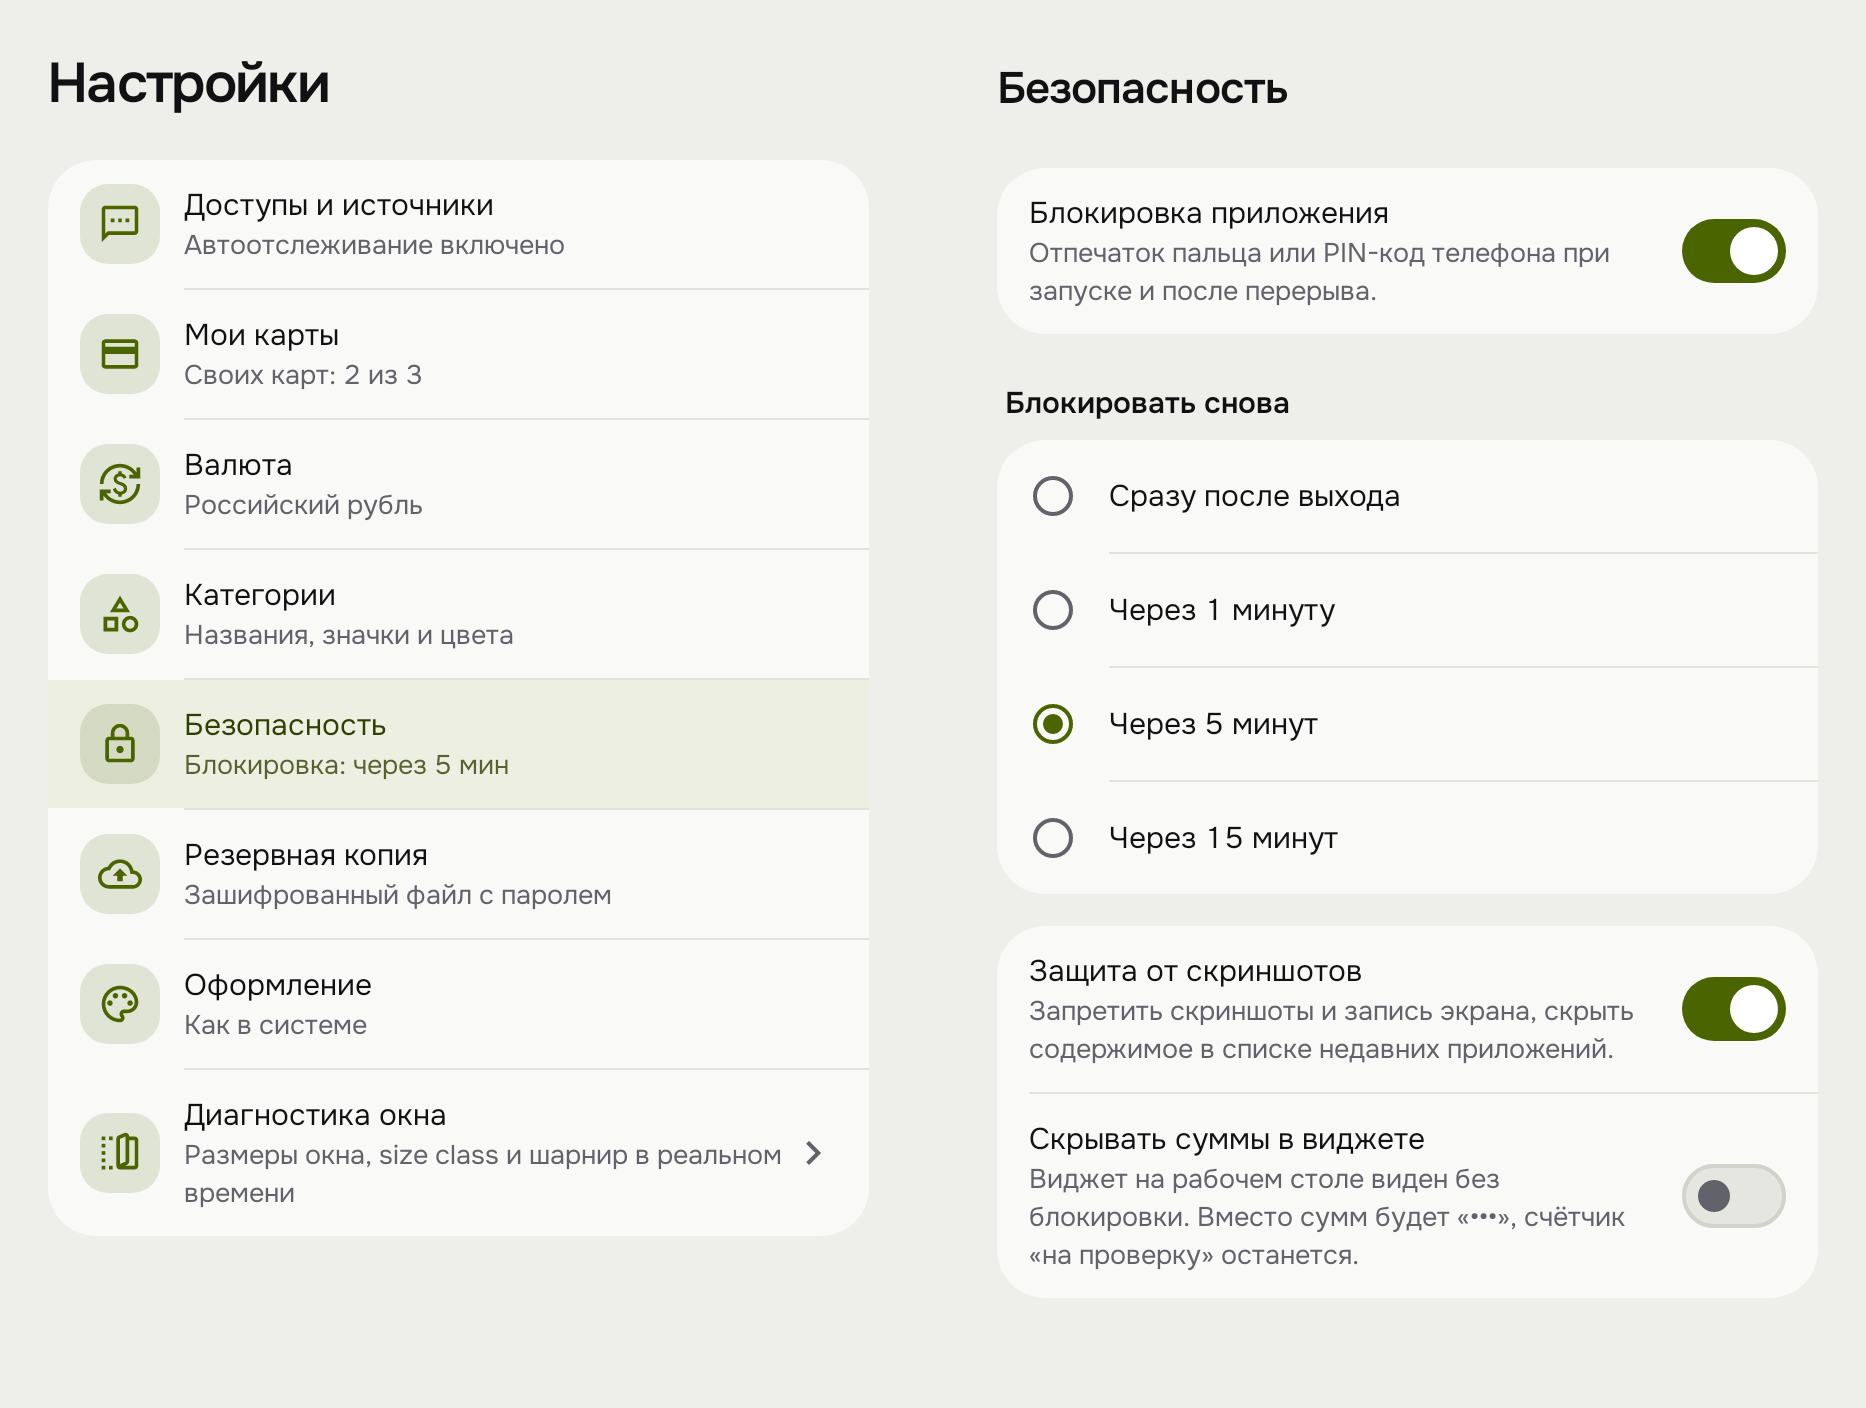 Настройки
Доступы и источники
Автоотслеживание включено
Мои карты
Своих карт: 2 из 3
Валюта
Российский рубль
Категории
Названия, значки и цвета
Безопасность
Блокировка: через 5 мин
Резервная копия
Зашифрованный файл с паролем
Оформление
Как в системе
Диагностика окна
Размеры окна, size class и шарнир в реальном
времени
Безопасность
Блокировка приложения
Отпечаток пальца или PIN-код телефона при
запуске и после перерыва.
Блокировать снова
Сразу после выхода
Через 1 минуту
Через 5 минут
Через 15 минут
Защита от скриншотов
Запретить скриншоты и запись экрана, скрыть
содержимое в списке недавних приложений.
Скрывать суммы в виджете
Виджет на рабочем столе виден без
блокировки. Вместо сумм будет «•••», счётчик
«на проверку» останется.